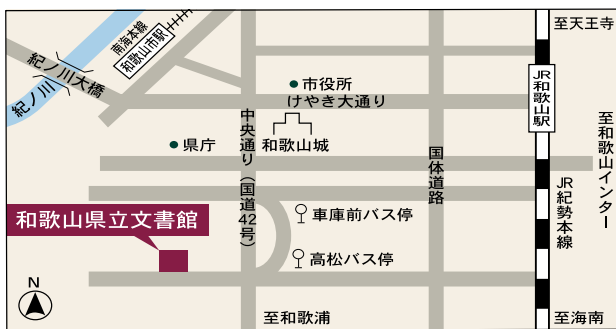 至天王寺
南海本線
和歌山市駅
紀ノ川大橋
紀ノ川
市役所
けやき大通り
JR和歌山駅
中央通り（国道42号）
県庁
和歌山城
国体道路
至和歌山インター
JR紀勢本線
和歌山県立文書館
車庫前バス停
高松バス停
N
至和歌浦
至海南